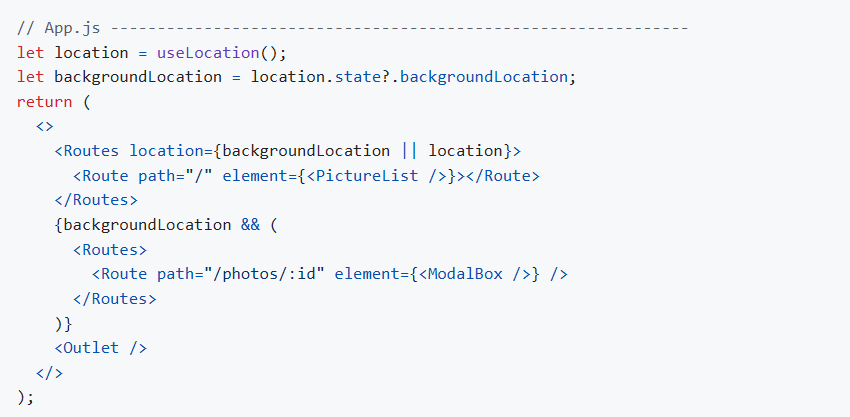 // App.js --------------------------------------------------------------
let location = useLocation();
let backgroundLocation = location.state?.backgroundLocation;
return (
  <>
    <Routes location={backgroundLocation || location}>
      <Route path="/" element={<PictureList />}></Route>
    </Routes>
    {backgroundLocation && (
      <Routes>
        <Route path="/photos/:id" element={<ModalBox />} />
      </Routes>
    )}
    <Outlet />
  </>
);